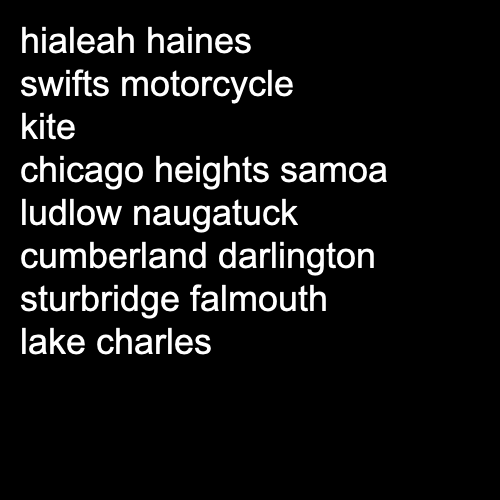 hialeah haines
swifts motorcycle
kite
chicago heights samoa
ludlow naugatuck
cumberland darlington
sturbridge falmouth
lake charles